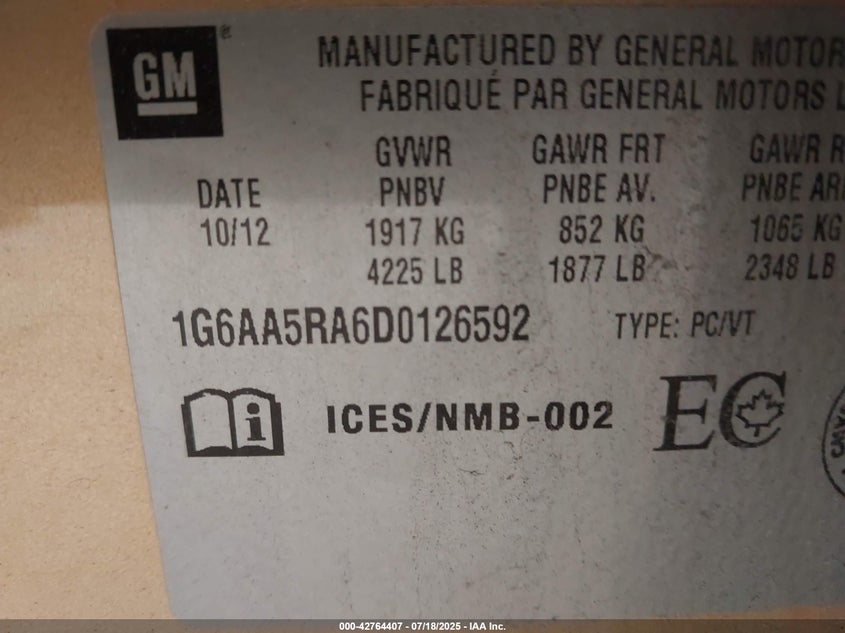 GM®
MANUFACTURED BY GENERAL MOTOR
FABRIQUÉ PAR GENERAL MOTORS
DATE
10/12
GVWR
PNBV
1917 KG
4225 LB
GAWR FRT
PNBE AV.
852 KG
1877 LB
GAWR R
PNBE AR
1065 KG
2348 LB
1G6AA5RA6D0126592
TYPE: PC/VT
i
ICES/NMB-002
EC
000-42764407 - 07/18/2025 - IAA Inc.